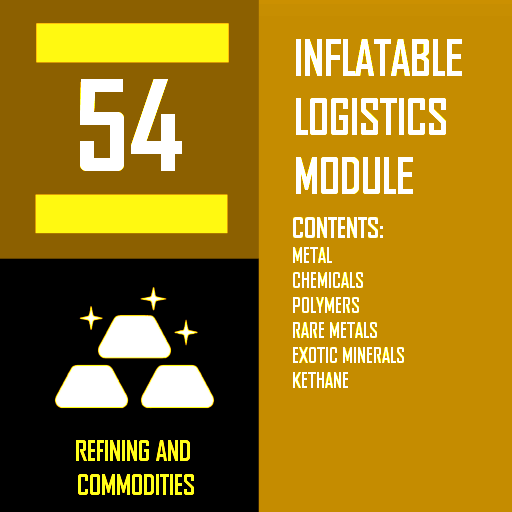 54
REFINING AND
COMMODITIES
INFLATABLE
LOGISTICS
MODULE
CONTENTS:
METAL
CHEMICALS
POLYMERS
RARE METALS
EXOTIC MINERALS
KETHANE